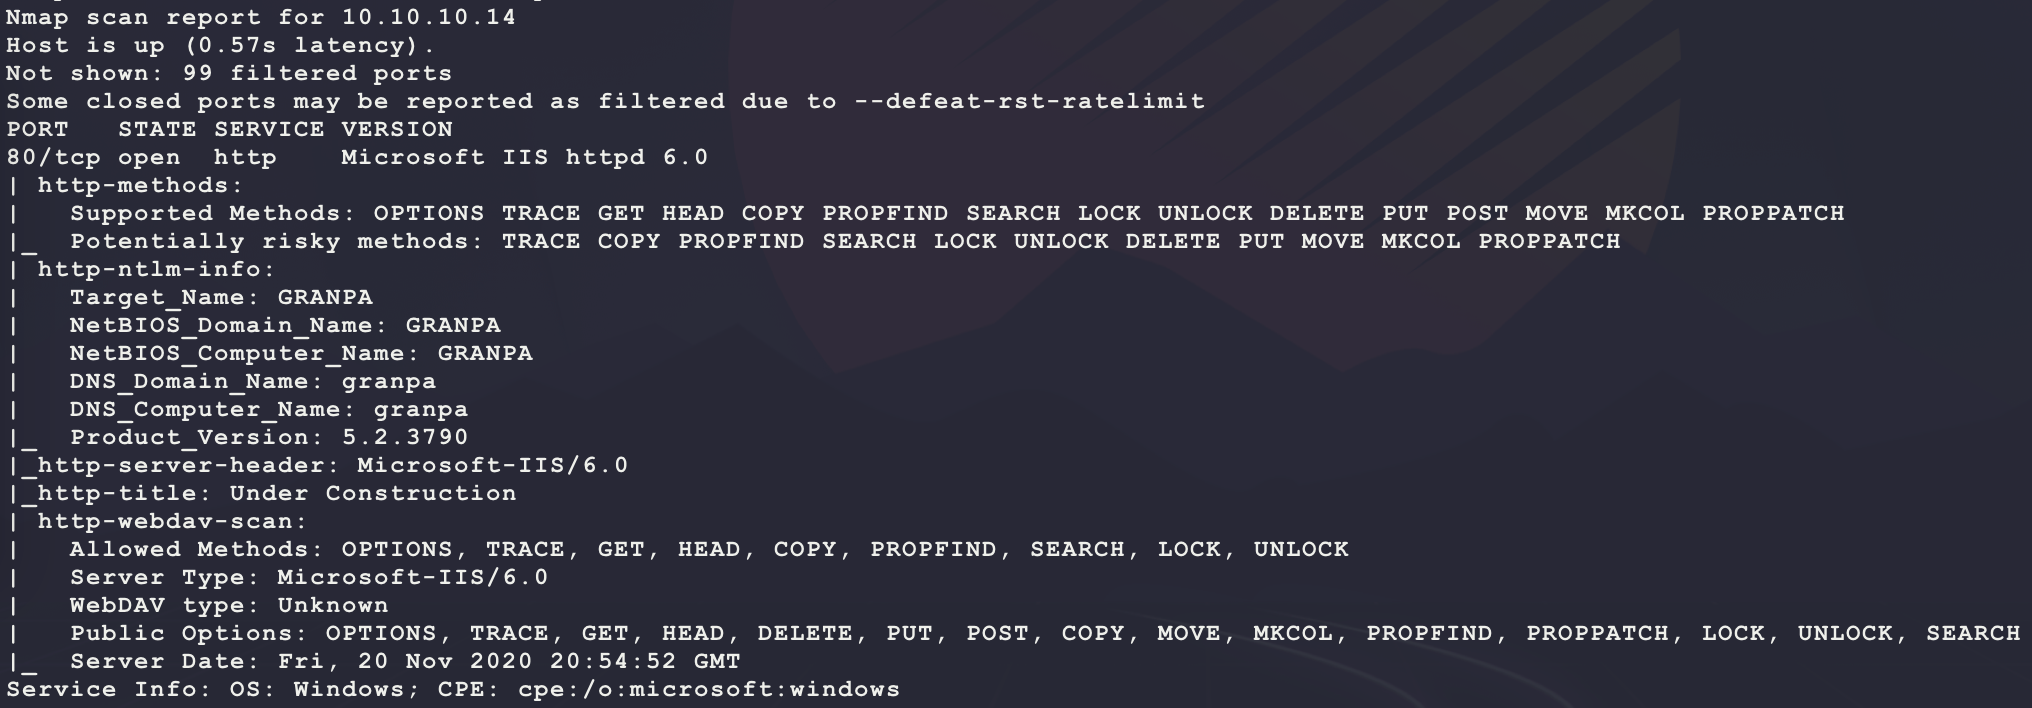 Nmap scan report for 10.10.10.14
Host is up (0.57s latency).
Not shown: 99 filtered ports
Some closed ports may be reported as filtered due to --defeat-rst-ratelimit
PORT   STATE SERVICE VERSION
80/tcp open  http    Microsoft IIS httpd 6.0
| http-methods:
|   Supported Methods: OPTIONS TRACE GET HEAD COPY PROPFIND SEARCH LOCK UNLOCK DELETE PUT POST MOVE MKCOL PROPPATCH
|_  Potentially risky methods: TRACE COPY PROPFIND SEARCH LOCK UNLOCK DELETE PUT MOVE MKCOL PROPPATCH
| http-ntlm-info:
|   Target_Name: GRANPA
|   NetBIOS_Domain_Name: GRANPA
|   NetBIOS_Computer_Name: GRANPA
|   DNS_Domain_Name: granpa
|   DNS_Computer_Name: granpa
|_  Product_Version: 5.2.3790
|_http-server-header: Microsoft-IIS/6.0
|_http-title: Under Construction
| http-webdav-scan:
|   Allowed Methods: OPTIONS, TRACE, GET, HEAD, COPY, PROPFIND, SEARCH, LOCK, UNLOCK
|   Server Type: Microsoft-IIS/6.0
|   WebDAV type: Unknown
|   Public Options: OPTIONS, TRACE, GET, HEAD, DELETE, PUT, POST, COPY, MOVE, MKCOL, PROPFIND, PROPPATCH, LOCK, UNLOCK, SEARCH
|_  Server Date: Fri, 20 Nov 2020 20:54:52 GMT
Service Info: OS: Windows; CPE: cpe:/o:microsoft:windows